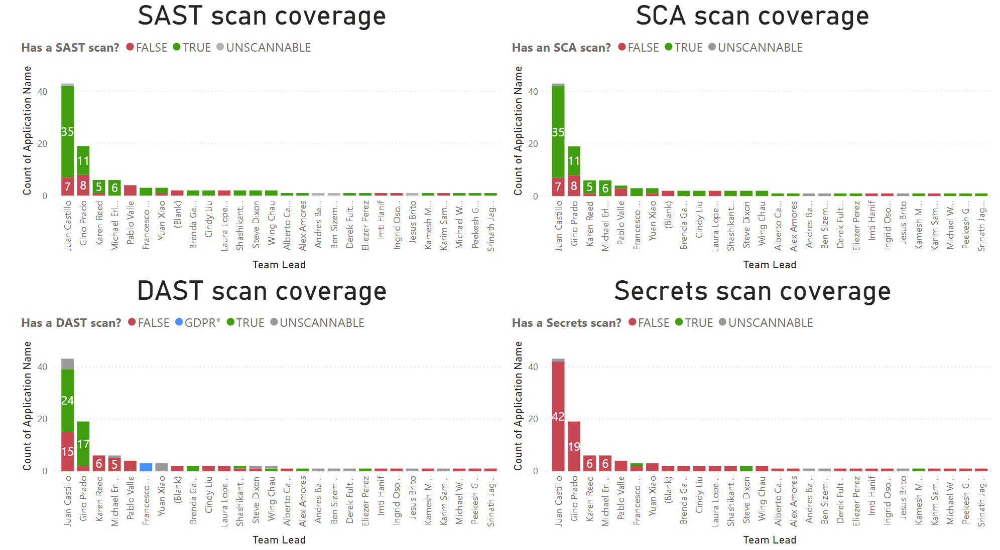 SAST scan coverage
Has a SAST scan? FALSE TRUE UNSCANNABLE
Count of Application Name
40
20
0
35
7
11
8
5
6
Juan Castillo
Gino Prado
Karen Reed
Michael Erl...
Pablo Valle
Francesco ...
Yuan Xiao
(Blank)
Brenda Ga...
Cindy Liu
Laura Lope...
Shashikant...
Steve Dixon
Wing Chau
Alberto Ca...
Alex Amores
Andres Ba...
Ben Sizem...
Derek Fult...
Eliezer Perez
Imti Hanif
Ingrid Oso...
Jesus Brito
Kamesh M...
Karim Sam...
Michael W...
Peekesh G...
Srinath Jag...
Team Lead
SCA scan coverage
Has an SCA scan? FALSE TRUE UNSCANNABLE
Count of Application Name
40
20
0
35
7
11
8
5
6
Juan Castillo
Gino Prado
Karen Reed
Michael Erl...
Pablo Valle
Francesco ...
Yuan Xiao
(Blank)
Brenda Ga...
Cindy Liu
Laura Lope...
Shashikant...
Steve Dixon
Wing Chau
Alberto Ca...
Alex Amores
Andres Ba...
Ben Sizem...
Derek Fult...
Eliezer Perez
Imti Hanif
Ingrid Oso...
Jesus Brito
Kamesh M...
Karim Sam...
Michael W...
Peekesh G...
Srinath Jag...
Team Lead
DAST scan coverage
Has a DAST scan? FALSE GDPR* TRUE UNSCANNABLE
Count of Application Name
40
20
0
24
15
17
6
5
Juan Castillo
Gino Prado
Karen Reed
Michael Erl...
Pablo Valle
Francesco ...
Yuan Xiao
(Blank)
Brenda Ga...
Cindy Liu
Laura Lope...
Shashikant...
Steve Dixon
Wing Chau
Alberto Ca...
Alex Amores
Andres Ba...
Ben Sizem...
Derek Fult...
Eliezer Perez
Imti Hanif
Ingrid Oso...
Jesus Brito
Kamesh M...
Karim Sam...
Michael W...
Peekesh G...
Srinath Jag...
Team Lead
Secrets scan coverage
Has a Secrets scan? FALSE TRUE UNSCANNABLE
Count of Application Name
40
20
0
42
19
6
6
Juan Castillo
Gino Prado
Karen Reed
Michael Erl...
Pablo Valle
Francesco ...
Yuan Xiao
(Blank)
Brenda Ga...
Cindy Liu
Laura Lope...
Shashikant...
Steve Dixon
Wing Chau
Alberto Ca...
Alex Amores
Andres Ba...
Ben Sizem...
Derek Fult...
Eliezer Perez
Imti Hanif
Ingrid Oso...
Jesus Brito
Kamesh M...
Karim Sam...
Michael W...
Peekesh G...
Srinath Jag...
Team Lead